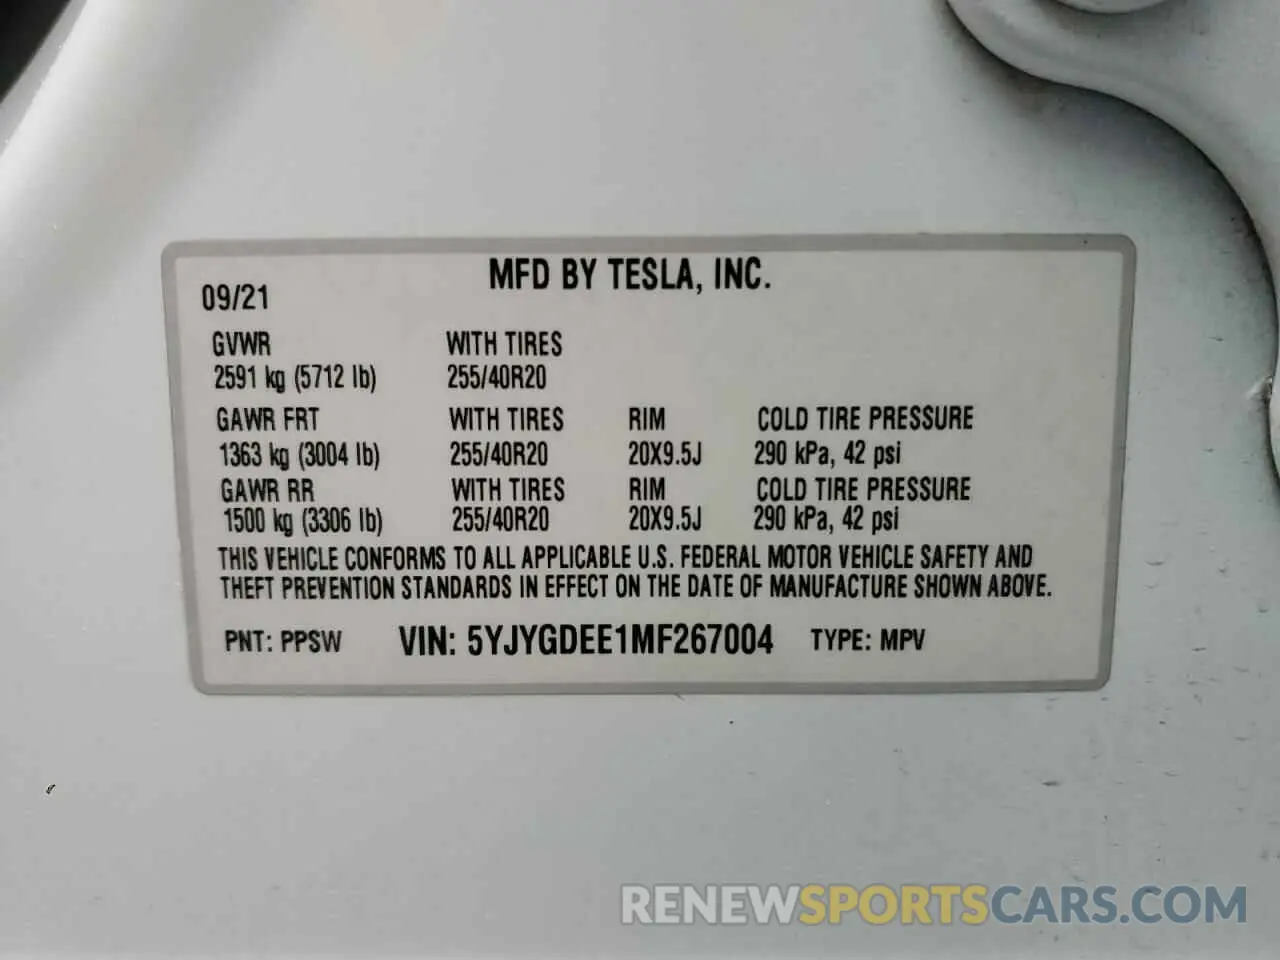 MFD BY TESLA, INC.
09/21
GVWR WITH TIRES
2591 kg (5712 lb) 255/40R20
GAWR FRT WITH TIRES RIM COLD TIRE PRESSURE
1363 kg (3004 lb) 255/40R20 20X9.5J 290 kPa, 42 psi
GAWR RR WITH TIRES RIM COLD TIRE PRESSURE
1500 kg (3306 lb) 255/40R20 20X9.5J 290 kPa, 42 psi
THIS VEHICLE CONFORMS TO ALL APPLICABLE U.S. FEDERAL MOTOR VEHICLE SAFETY AND
THEFT PREVENTION STANDARDS IN EFFECT ON THE DATE OF MANUFACTURE SHOWN ABOVE.
PNT: PPSW VIN: 5YJYGDEE1MF267004 TYPE: MPV
RENEWSPORTSCARS.COM